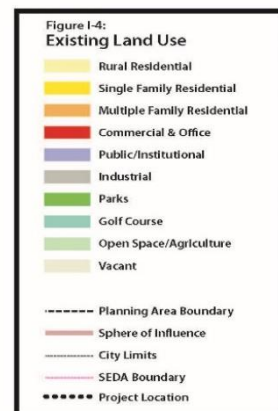 Figure I-4:
Existing Land Use
Rural Residential
Single Family Residential
Multiple Family Residential
Commercial & Office
Public/Institutional
Industrial
Parks
Golf Course
Open Space/Agriculture
Vacant
Planning Area Boundary
Sphere of Influence
City Limits
SEDA Boundary
Project Location